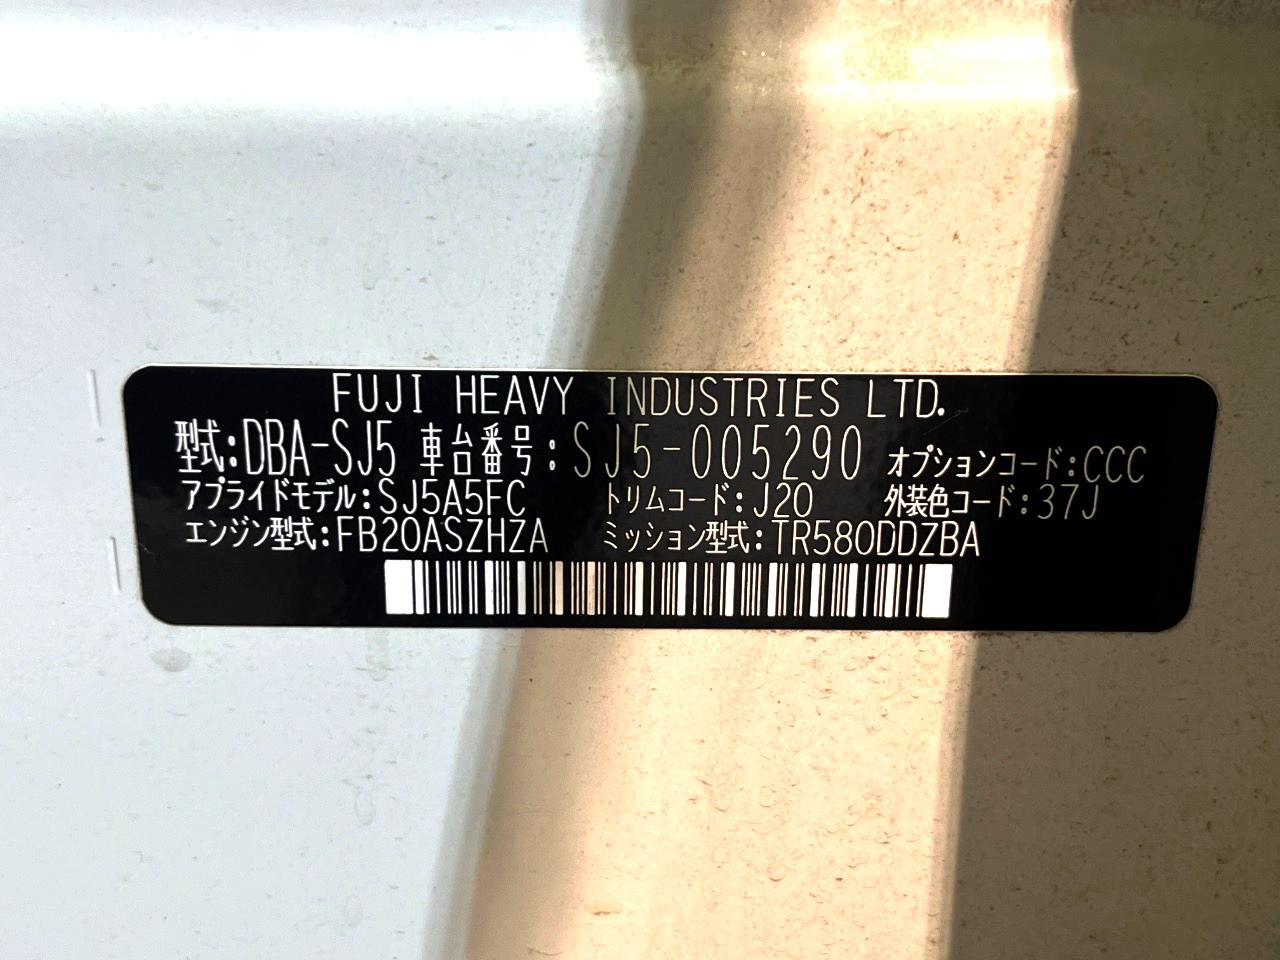 FUJI HEAVY INDUSTRIES LTD.
型式:DBA-SJ5 車台番号:SJ5-005290 オプションコード:CCC
アプライドモデル:SJ5A5FC トリムコード:J20 外装色コード:37J
エンジン型式:FB20ASZHZA ミッション型式:TR580DDZBA